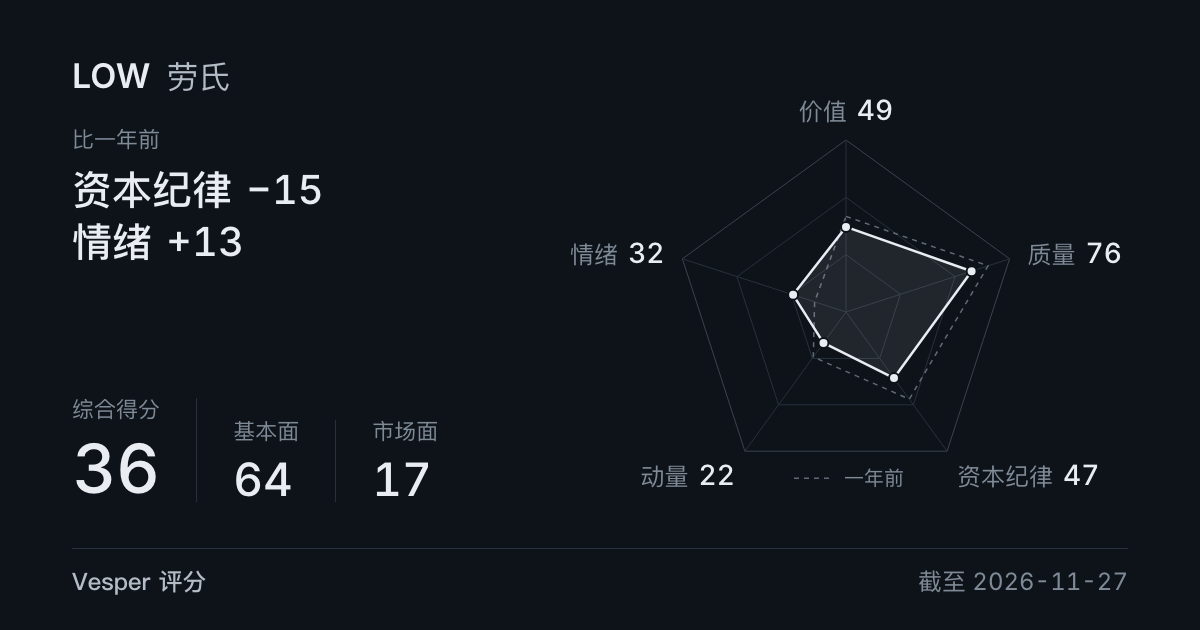 LOW 劳氏
比一年前
资本纪律 −15
情绪 +13
综合得分
36
基本面
64
市场面
17
价值 49
质量 76
资本纪律 47
动量 22
情绪 32
一年前
Vesper 评分
截至 2026-11-27